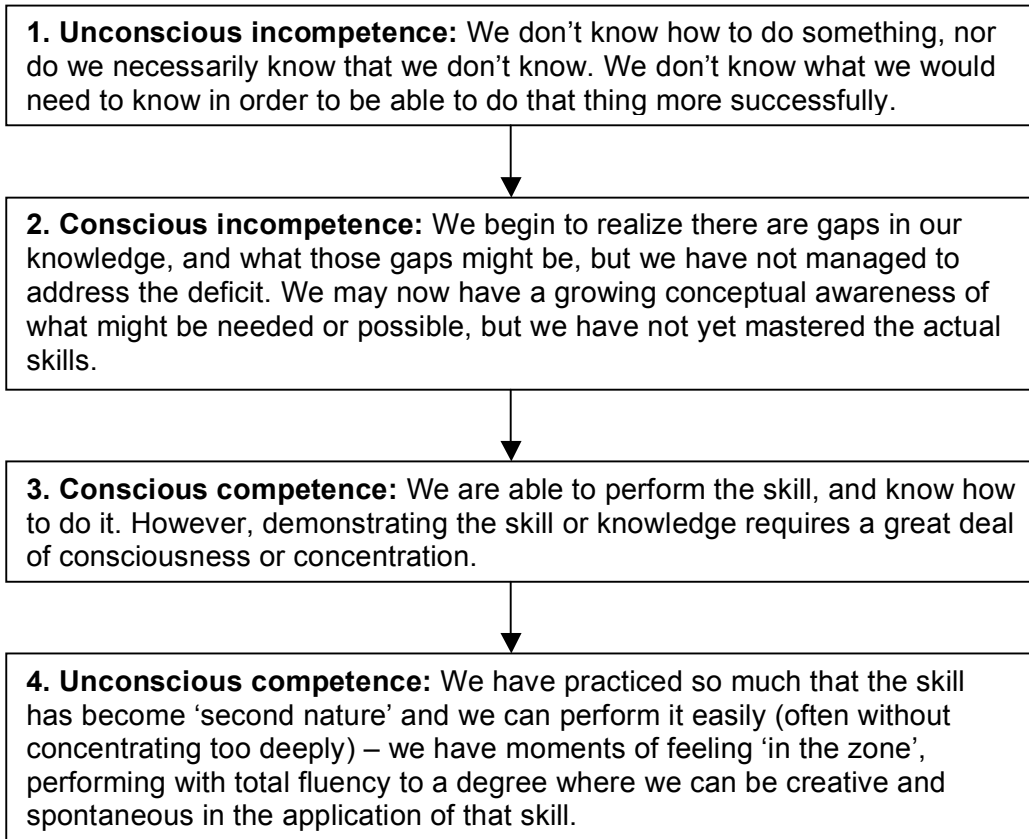 1. Unconscious incompetence: We don’t know how to do something, nor
do we necessarily know that we don’t know. We don’t know what we would
need to know in order to be able to do that thing more successfully.
2. Conscious incompetence: We begin to realize there are gaps in our
knowledge, and what those gaps might be, but we have not managed to
address the deficit. We may now have a growing conceptual awareness of
what might be needed or possible, but we have not yet mastered the actual
skills.
3. Conscious competence: We are able to perform the skill, and know how
to do it. However, demonstrating the skill or knowledge requires a great deal
of consciousness or concentration.
4. Unconscious competence: We have practiced so much that the skill
has become ‘second nature’ and we can perform it easily (often without
concentrating too deeply) – we have moments of feeling ‘in the zone’,
performing with total fluency to a degree where we can be creative and
spontaneous in the application of that skill.